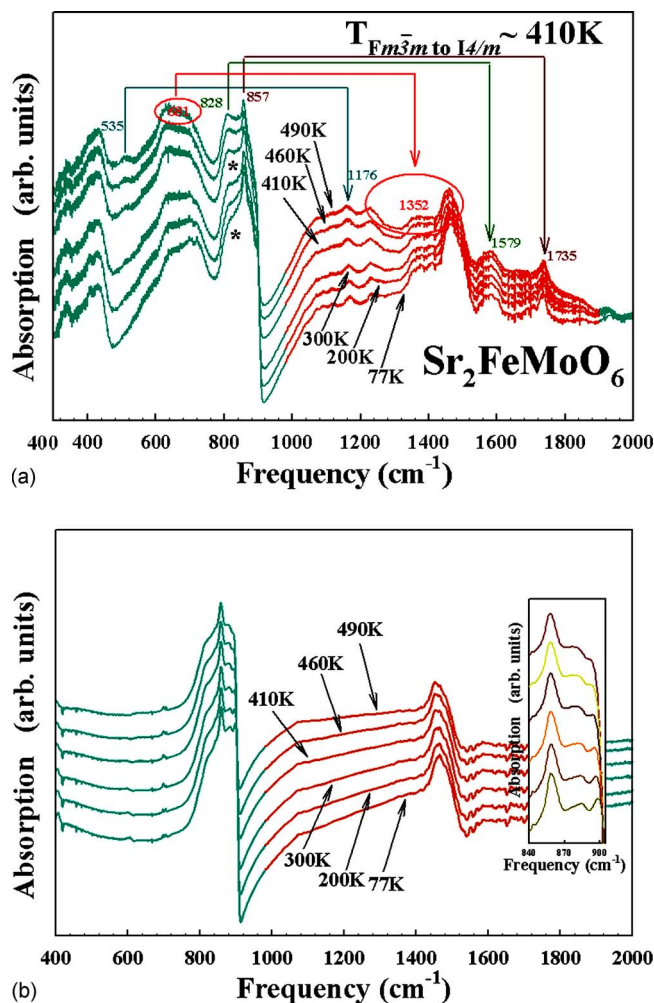 T Fm3̅m to I4/m ~ 410K
535
681
828
857
*
*
490K
460K
410K
1176
1352
1579
1735
300K
200K
77K
Sr2FeMoO6
Absorption (arb. units)
400 600 800 1000 1200 1400 1600 1800 2000
Frequency (cm-1)
(a)
490K
460K
410K
300K
200K
77K
Absorption (arb. units)
Absorption (arb. units)
840 870 900
Frequency (cm-1)
400 600 800 1000 1200 1400 1600 1800 2000
Frequency (cm-1)
(b)